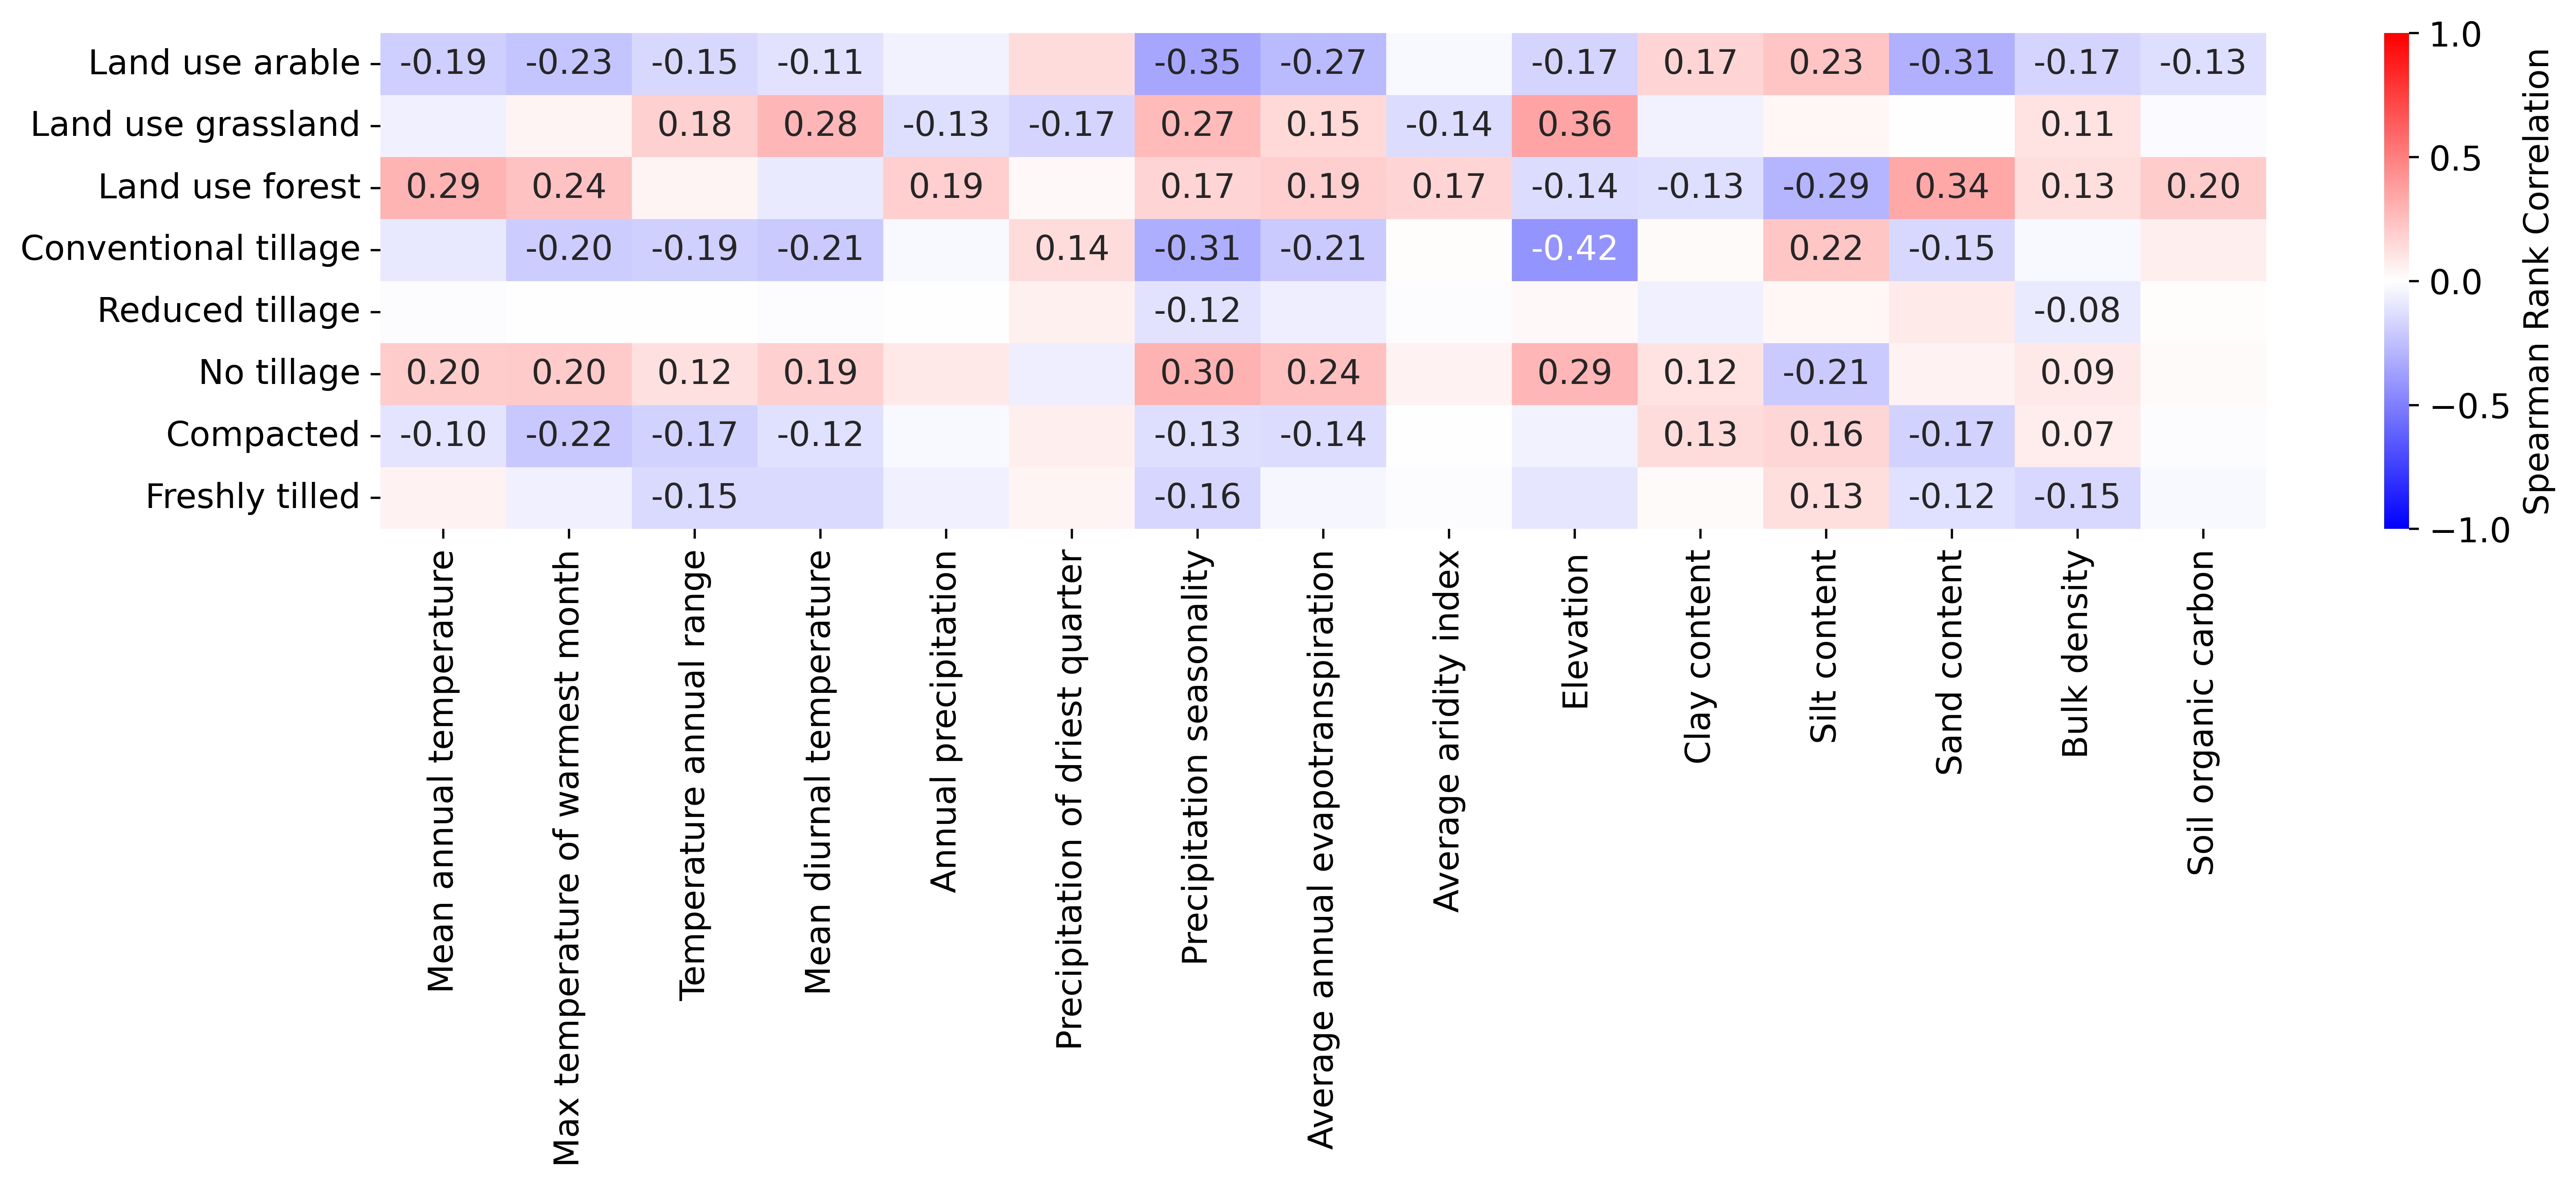 Land use arable -0.19 -0.23 -0.15 -0.11 -0.35 -0.27 -0.17 0.17 0.23 -0.31 -0.17 -0.13
Land use grassland 0.18 0.28 -0.13 -0.17 0.27 0.15 -0.14 0.36 0.11
Land use forest 0.29 0.24 0.19 0.17 0.19 0.17 -0.14 -0.13 -0.29 0.34 0.13 0.20
Conventional tillage -0.20 -0.19 -0.21 0.14 -0.31 -0.21 -0.42 0.22 -0.15
Reduced tillage -0.12 -0.08
No tillage 0.20 0.20 0.12 0.19 0.30 0.24 0.29 0.12 -0.21 0.09
Compacted -0.10 -0.22 -0.17 -0.12 -0.13 -0.14 0.13 0.16 -0.17 0.07
Freshly tilled -0.15 -0.16 0.13 -0.12 -0.15
Mean annual temperature
Max temperature of warmest month
Temperature annual range
Mean diurnal temperature
Annual precipitation
Precipitation of driest quarter
Precipitation seasonality
Average annual evapotranspiration
Average aridity index
Elevation
Clay content
Silt content
Sand content
Bulk density
Soil organic carbon
1.0
0.5
0.0
−0.5
−1.0
Spearman Rank Correlation